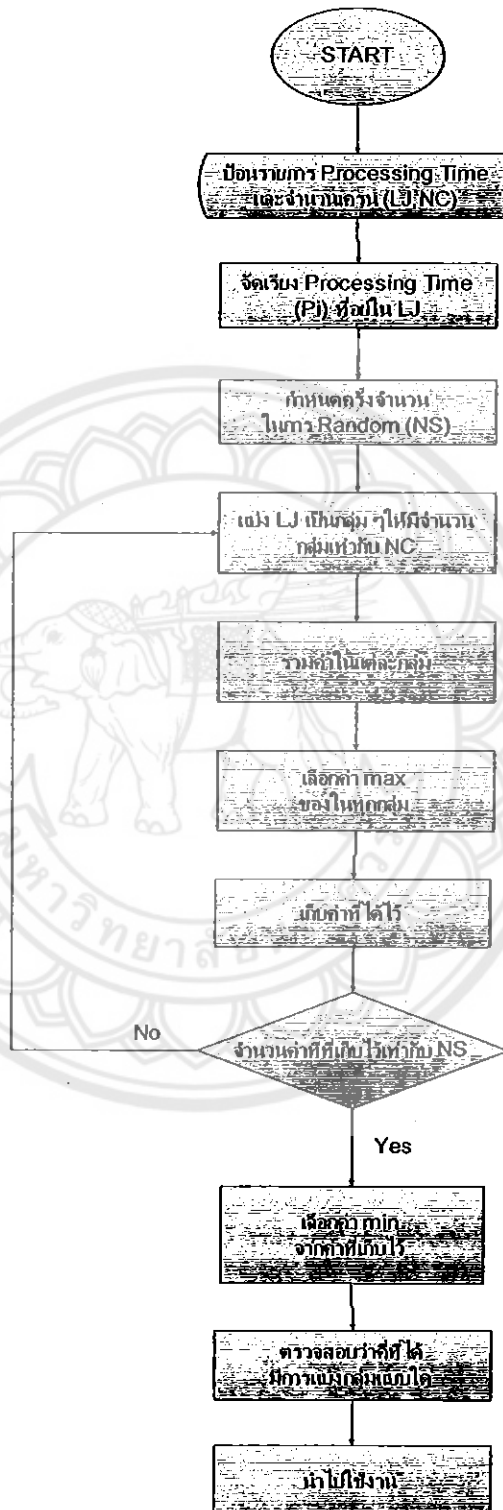 START
ป้อนรายการ Processing Time
และจำนวนเครน (LJ,NC)
จัดเรียง Processing Time
(Pi) ที่อยู่ใน LJ
กำหนดครั้งจำนวน
ในการ Random (NS)
แบ่ง LJ เป็นกลุ่ม ๆให้มีจำนวน
กลุ่มเท่ากับ NC
รวมค่าในแต่ละกลุ่ม
เลือกค่า max
ของในทุกกลุ่ม
เก็บค่าที่ได้ไว้
No
จำนวนค่าที่ที่เก็บไว้เท่ากับ NS
Yes
เลือกค่า min
จากค่าที่เก็บไว้
ตรวจสอบว่าค่าที่ได้
มีการแบ่งกลุ่มแบบใด
นำไปใช้งาน